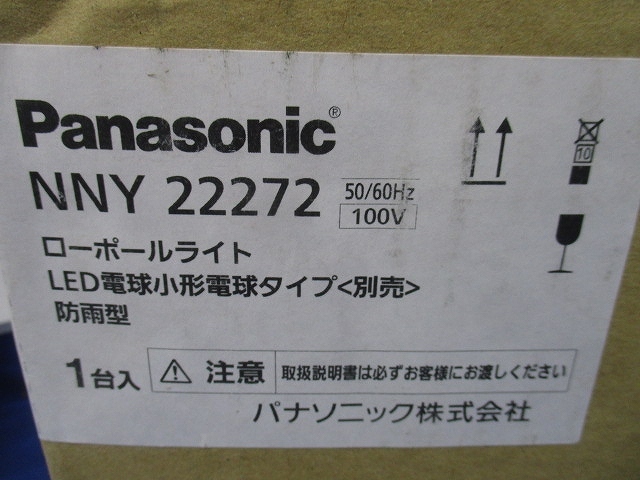 Panasonic®
NNY 22272 50/60Hz 100V
10
ローポールライト
LED電球小形電球タイプ<別売>
防雨型
1台入
注意 取扱説明書は必ずお客様にお渡しください
パナソニック株式会社